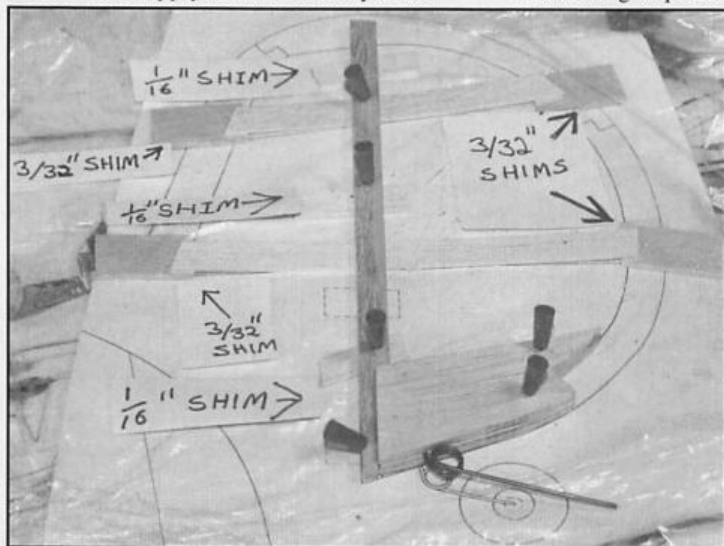 1/16" SHIM →
3/32" SHIM ↗
3/32"
SHIMS
1/16" SHIM →
3/32"
SHIM
1/16" SHIM →